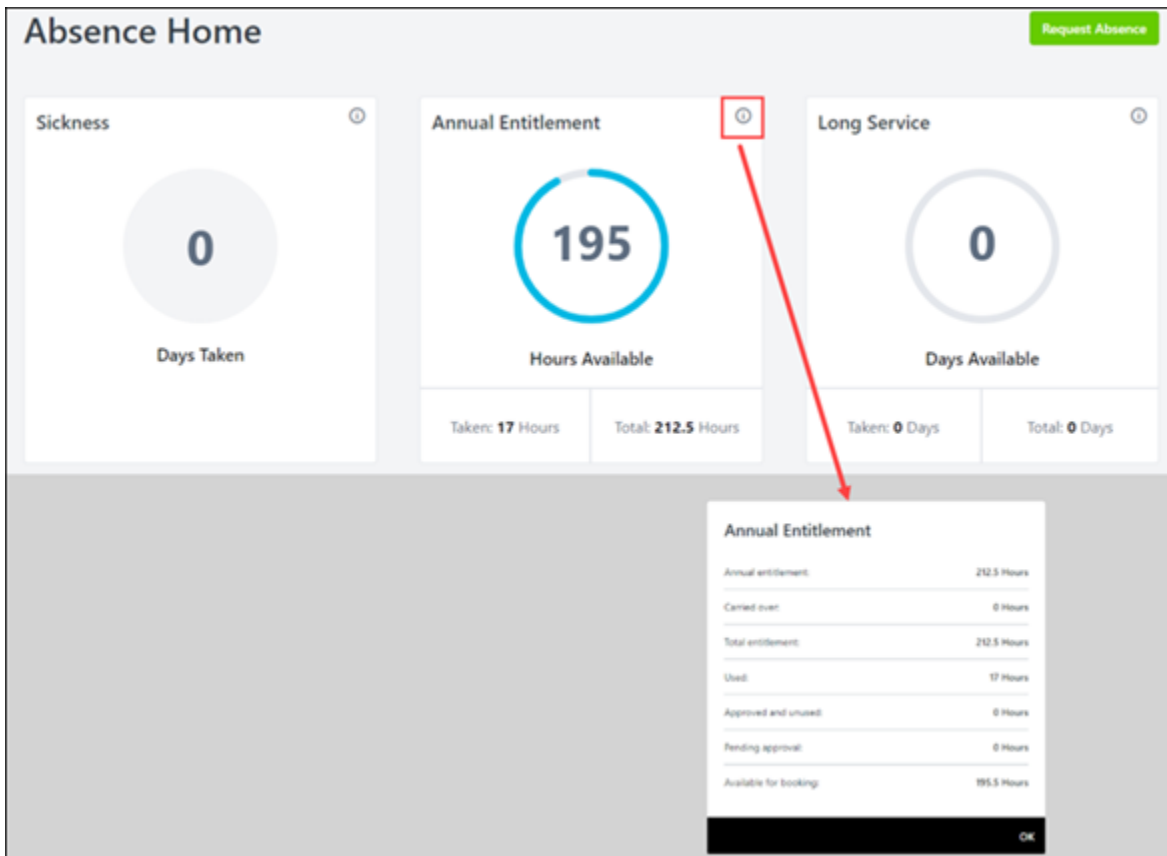 Absence Home
Request Absence
Sickness
0
Days Taken
Annual Entitlement
195
Hours Available
Taken: 17 Hours
Total: 212.5 Hours
Long Service
0
Days Available
Taken: 0 Days
Total: 0 Days
Annual Entitlement
Annual entitlement: 212.5 Hours
Carried over: 0 Hours
Total entitlement: 212.5 Hours
Used: 17 Hours
Approved and unused: 0 Hours
Pending approval: 0 Hours
Available for booking: 195.5 Hours
OK